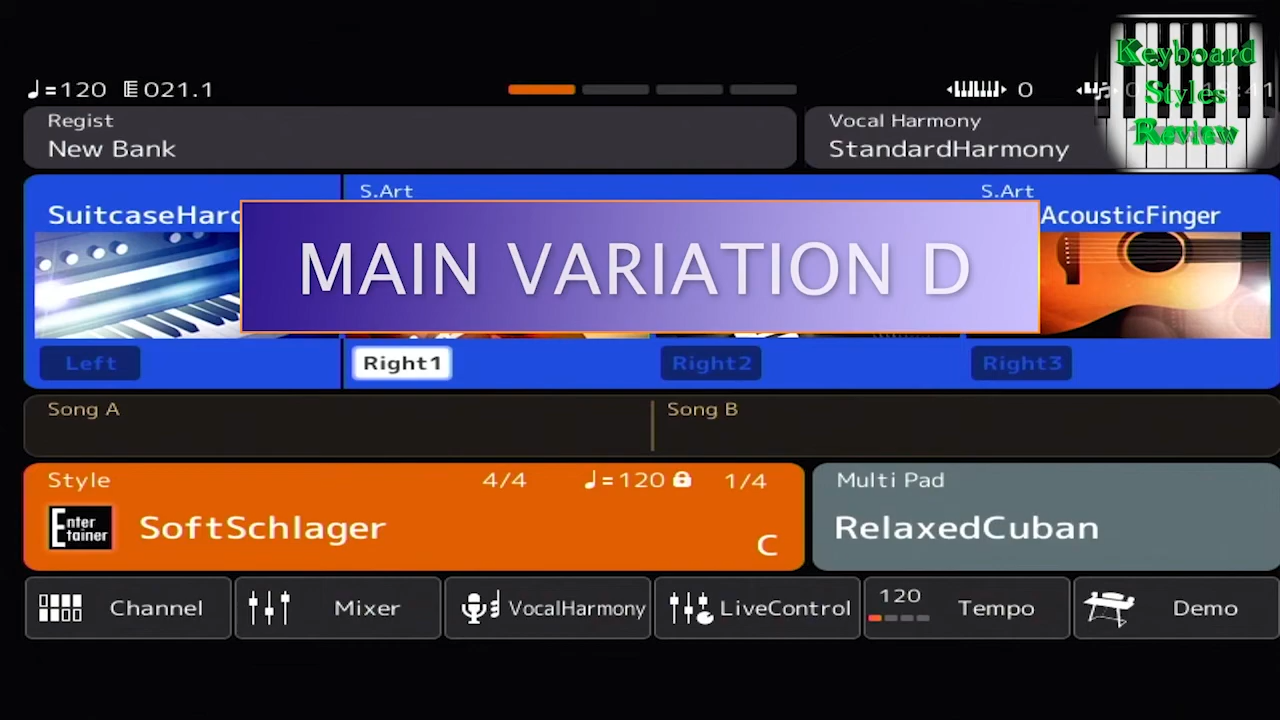 ♩=120 021.1
0
:41
Keyboard
Styles
Review
Regist
New Bank
Vocal Harmony
StandardHarmony
S.Art
S.Art
AcousticFinger
MAIN VARIATION D
Left
Right1
Right2
Right3
Song A
Song B
Style
4/4
♩=120
1/4
Enter
tainer
SoftSchlager
C
Multi Pad
RelaxedCuban
Channel
Mixer
VocalHarmony
LiveControl
120
Tempo
Demo